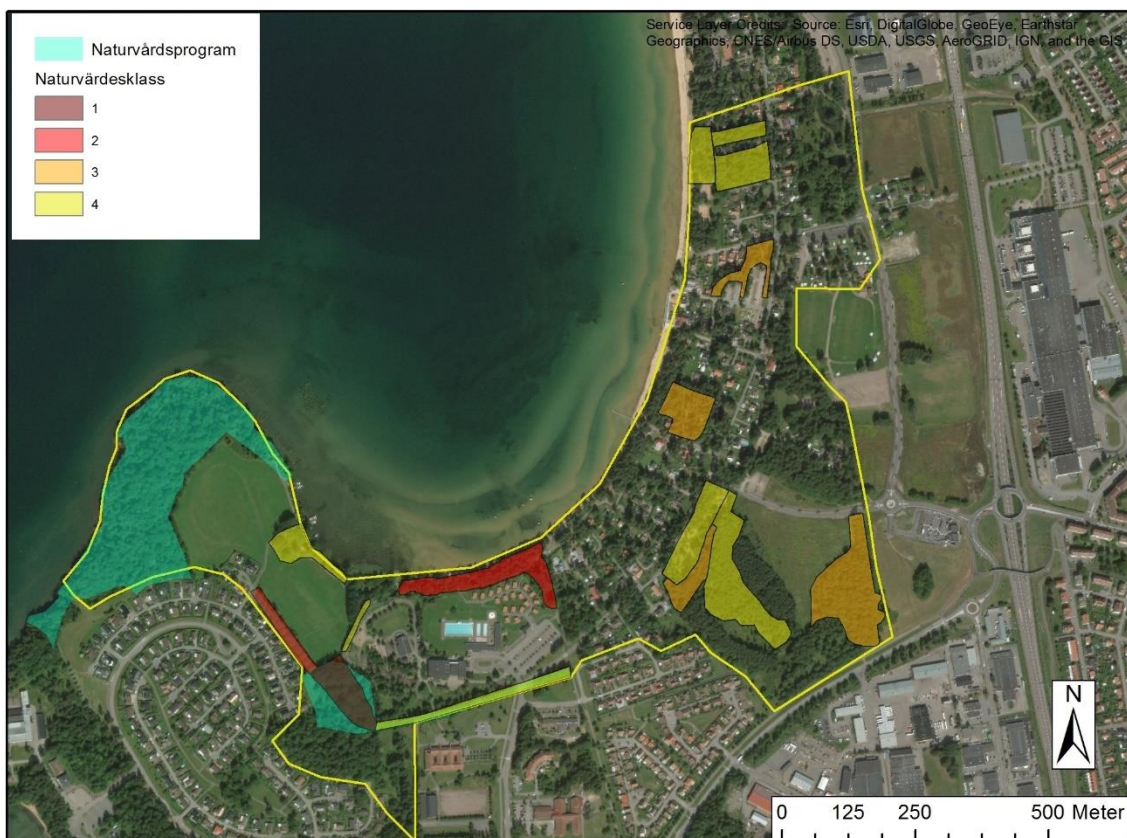 Service Layer Credits: Source: Esri, DigitalGlobe, GeoEye, Earthstar
Geographics, CNES/Airbus DS, USDA, USGS, AeroGRID, IGN, and the GIS
Naturvårdsprogram
Naturvärdesklass
1
2
3
4
N
0 125 250 500 Meter